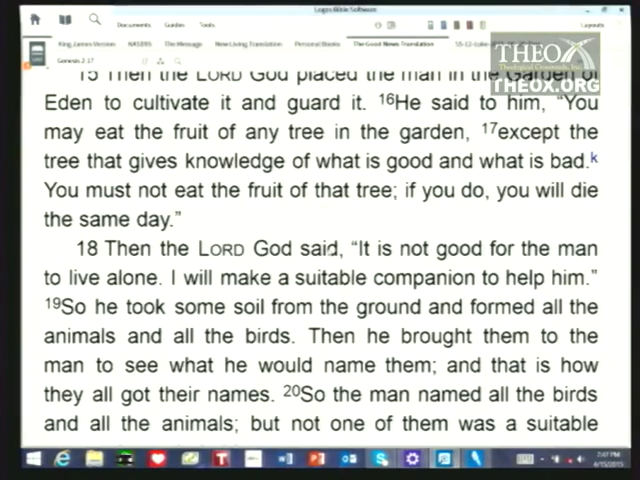 Logos Bible Software
Documents Guides Tools
Layouts
King James Version NASB95 The Message New Living Translation Personal Books The Good News Translation
Genesis 2:17
THEOX
THEOX.ORG
15 Then the LORD God placed the man in the Garden of
Eden to cultivate it and guard it. 16He said to him, “You
may eat the fruit of any tree in the garden, 17except the
tree that gives knowledge of what is good and what is bad.k
You must not eat the fruit of that tree; if you do, you will die
the same day.”
18 Then the LORD God said, “It is not good for the man
to live alone. I will make a suitable companion to help him.”
19So he took some soil from the ground and formed all the
animals and all the birds. Then he brought them to the
man to see what he would name them; and that is how
they all got their names. 20So the man named all the birds
and all the animals; but not one of them was a suitable
7:47 PM
4/15/2015